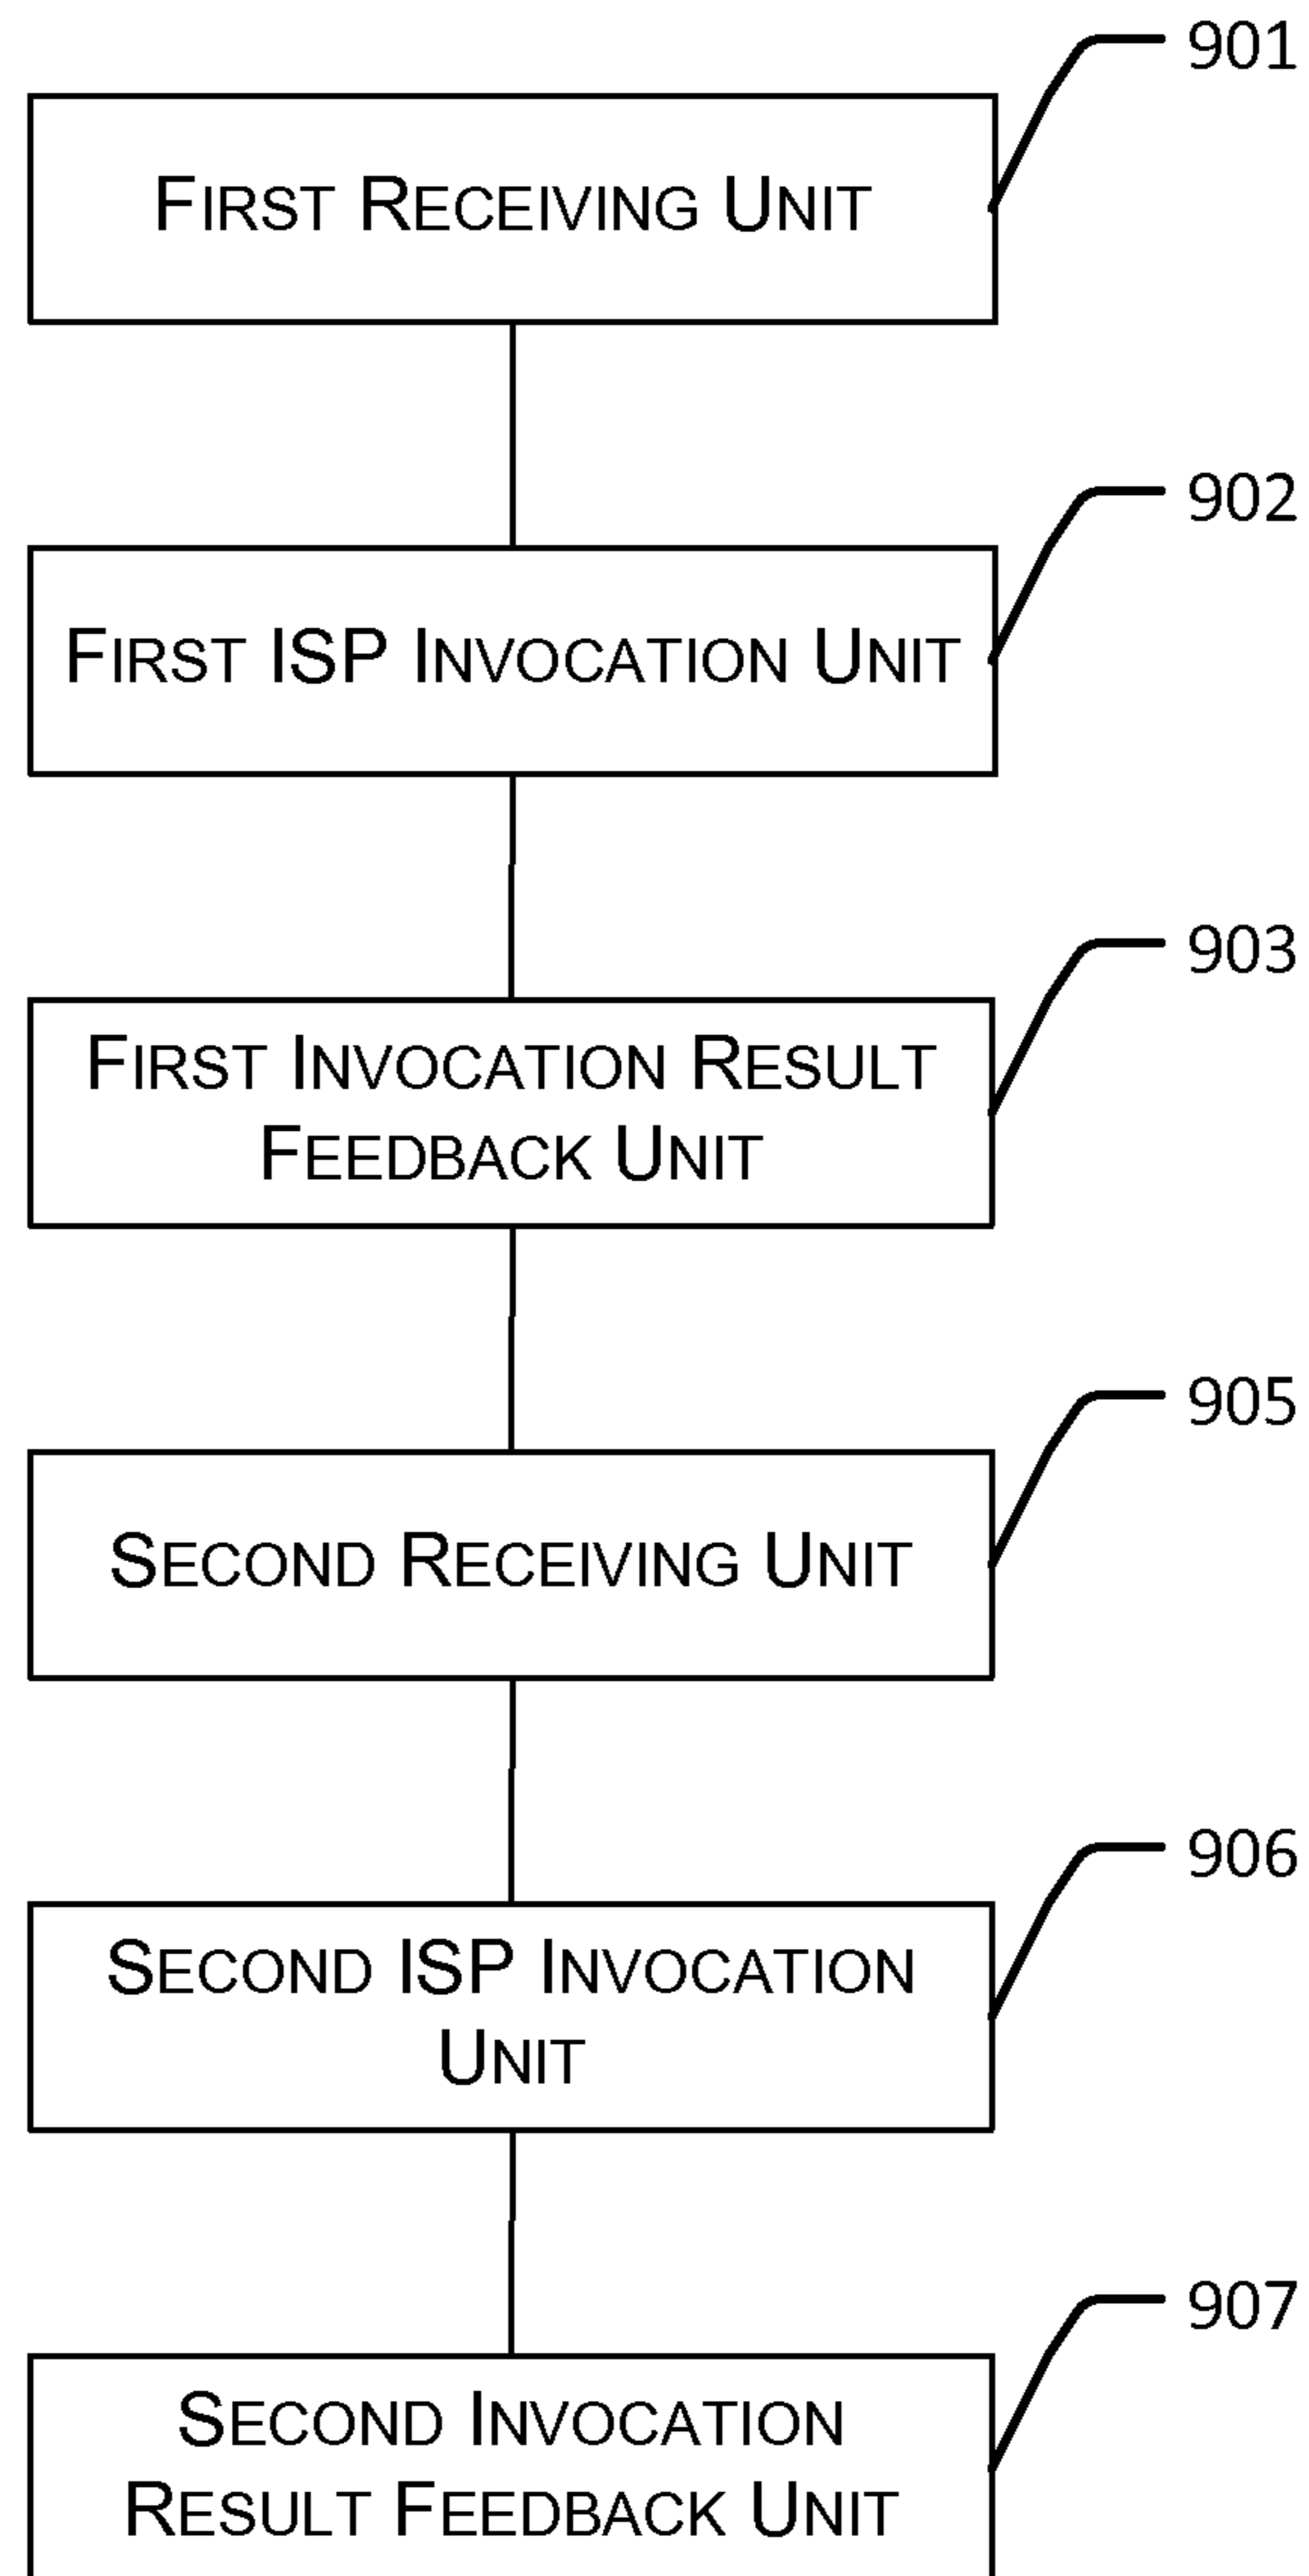 901
FIRST RECEIVING UNIT
902
FIRST ISP INVOCATION UNIT
903
FIRST INVOCATION RESULT
FEEDBACK UNIT
905
SECOND RECEIVING UNIT
906
SECOND ISP INVOCATION
UNIT
907
SECOND INVOCATION
RESULT FEEDBACK UNIT